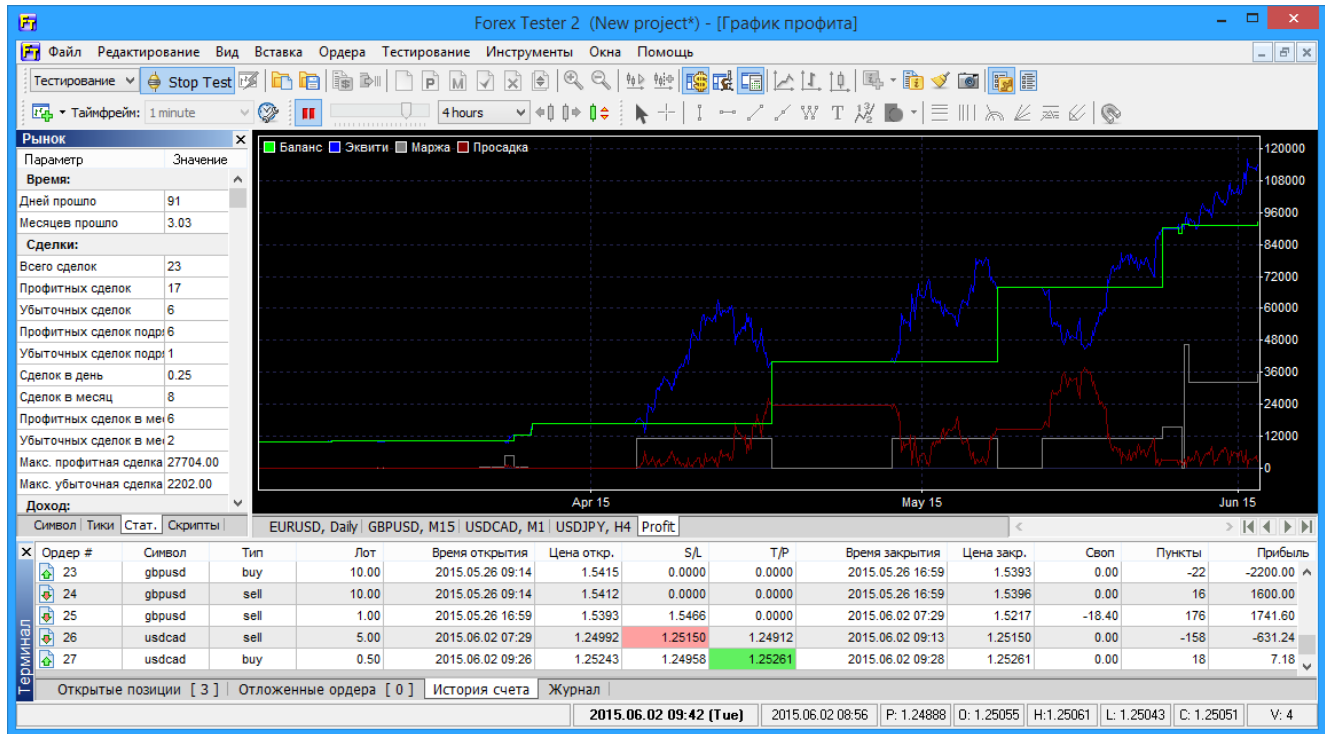 Forex Tester 2 (New project*) - [График профита]
Файл Редактирование Вид Вставка Ордера Тестирование Инструменты Окна Помощь
Тестирование Stop Test
Таймфрейм: 1 minute 4 hours
Рынок
Параметр Значение
Время:
Дней прошло 91
Месяцев прошло 3.03
Сделки:
Всего сделок 23
Профитных сделок 17
Убыточных сделок 6
Профитных сделок подр 6
Убыточных сделок подр 1
Сделок в день 0.25
Сделок в месяц 8
Профитных сделок в мес 6
Убыточных сделок в мес 2
Макс. профитная сделка 27704.00
Макс. убыточная сделка 2202.00
Доход:
Символ Тики Стат. Скрипты
Баланс Эквити Маржа Просадка
120000
108000
96000
84000
72000
60000
48000
36000
24000
12000
0
Apr 15 May 15 Jun 15
EURUSD, Daily GBPUSD, M15 USDCAD, M1 USDJPY, H4 Profit
Терминал
Ордер # Символ Тип Лот Время открытия Цена откр. S/L T/P Время закрытия Цена закр. Своп Пункты Прибыль
23 gbpusd buy 10.00 2015.05.26 09:14 1.5415 0.0000 0.0000 2015.05.26 16:59 1.5393 0.00 -22 -2200.00
24 gbpusd sell 10.00 2015.05.26 09:14 1.5412 0.0000 0.0000 2015.05.26 16:59 1.5396 0.00 16 1600.00
25 gbpusd sell 1.00 2015.05.26 16:59 1.5393 1.5466 0.0000 2015.06.02 07:29 1.5217 -18.40 176 1741.60
26 usdcad sell 5.00 2015.06.02 07:29 1.24992 1.25150 1.24912 2015.06.02 09:13 1.25150 0.00 -158 -631.24
27 usdcad buy 0.50 2015.06.02 09:26 1.25243 1.24958 1.25261 2015.06.02 09:28 1.25261 0.00 18 7.18
Открытые позиции [ 3 ] Отложенные ордера [ 0 ] История счета Журнал
2015.06.02 09:42 (Tue) 2015.06.02 08:56 P: 1.24888 O: 1.25055 H:1.25061 L: 1.25043 C: 1.25051 V: 4